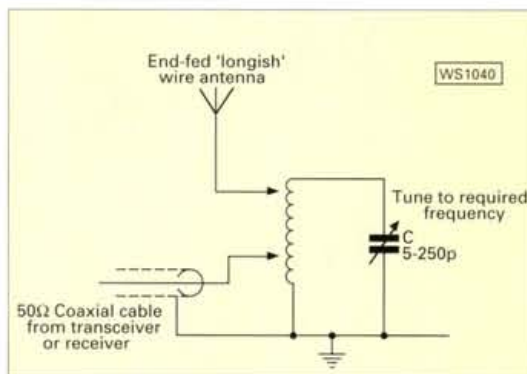 End-fed 'longish'
wire antenna
WS1040
Tune to required
frequency
C
5-250p
50Ω Coaxial cable
from transceiver
or receiver